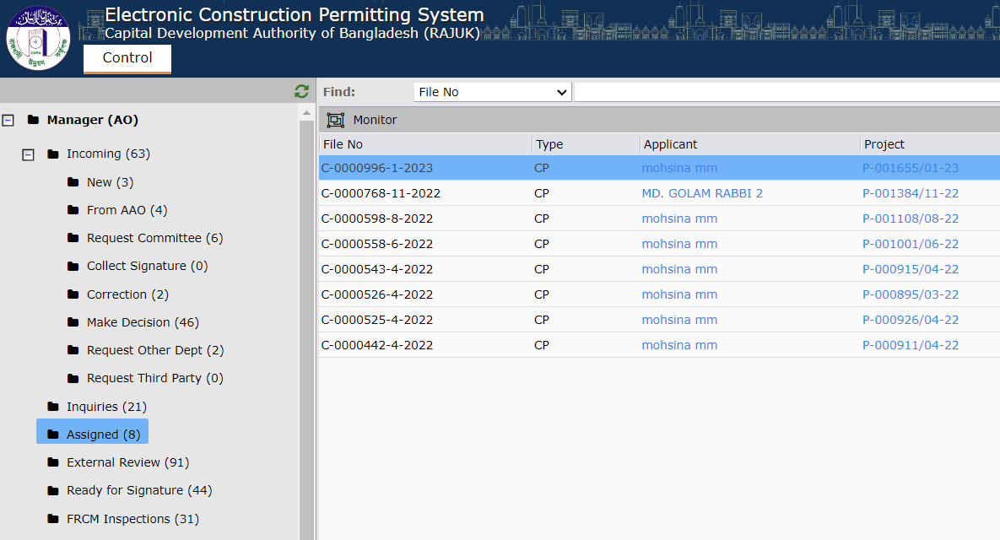 Electronic Construction Permitting System
Capital Development Authority of Bangladesh (RAJUK)
Control
Find:
File No
Manager (AO)
Incoming (63)
New (3)
From AAO (4)
Request Committee (6)
Collect Signature (0)
Correction (2)
Make Decision (46)
Request Other Dept (2)
Request Third Party (0)
Inquiries (21)
Assigned (8)
External Review (91)
Ready for Signature (44)
FRCM Inspections (31)
Monitor
File No Type Applicant Project
C-0000996-1-2023 CP mohsina mm P-001655/01-23
C-0000768-11-2022 CP MD. GOLAM RABBI 2 P-001384/11-22
C-0000598-8-2022 CP mohsina mm P-001108/08-22
C-0000558-6-2022 CP mohsina mm P-001001/06-22
C-0000543-4-2022 CP mohsina mm P-000915/04-22
C-0000526-4-2022 CP mohsina mm P-000895/03-22
C-0000525-4-2022 CP mohsina mm P-000926/04-22
C-0000442-4-2022 CP mohsina mm P-000911/04-22